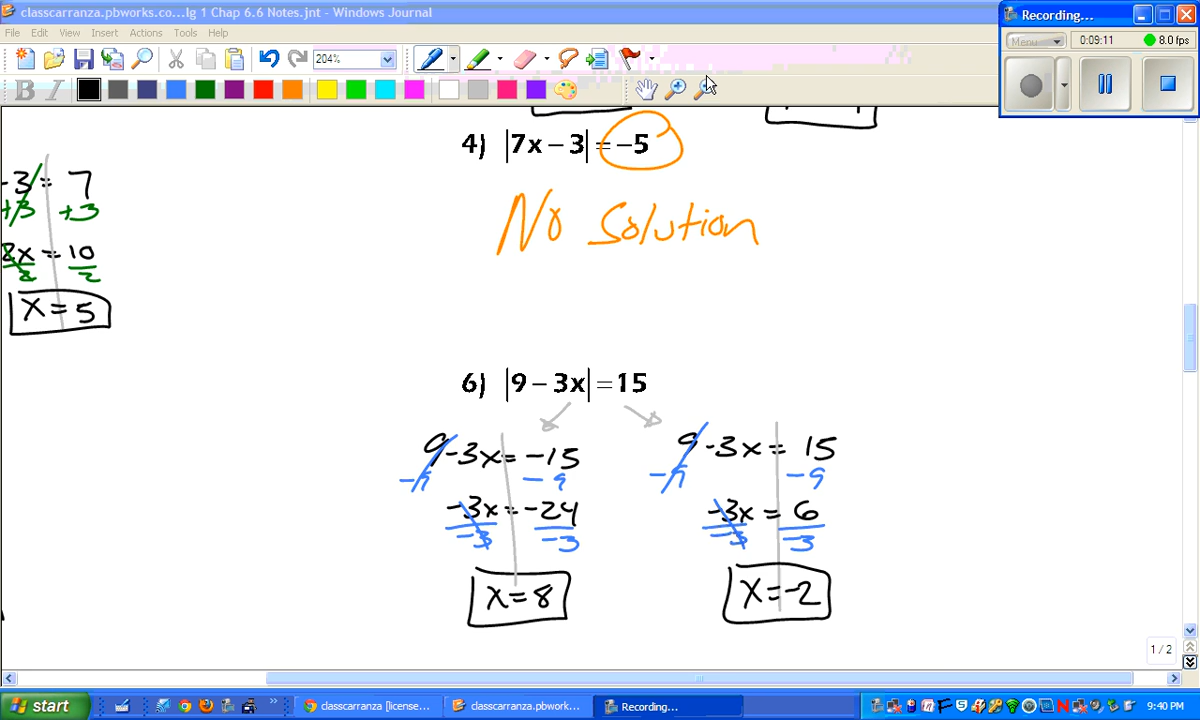 classcarranza.pbworks.co...lg 1 Chap 6.6 Notes.jnt - Windows Journal
File Edit View Insert Actions Tools Help
204%
B I
Recording...
Menu 0:09:11 8.0 fps
4) |7x − 3| = −5
No Solution
-3 = 7
+3 +3
2x = 10
2 2
x = 5
6) |9 − 3x| = 15
9 -3x = -15
-9 -9
-3x = -24
-3 -3
x = 8
9 -3x = 15
-9 -9
-3x = 6
-3 -3
x = -2
1 / 2
start
classcarranza [license...
classcarranza.pbwork...
Recording...
9:40 PM